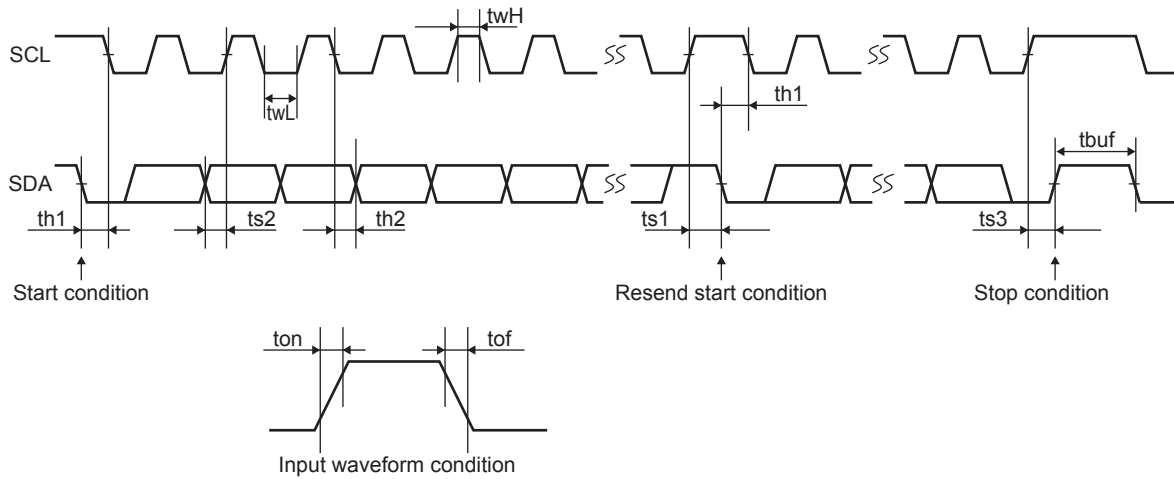 twH
SCL
twL
th1
tbuf
SDA
th1
ts2
th2
ts1
ts3
Start condition
Resend start condition
Stop condition
ton
tof
Input waveform condition